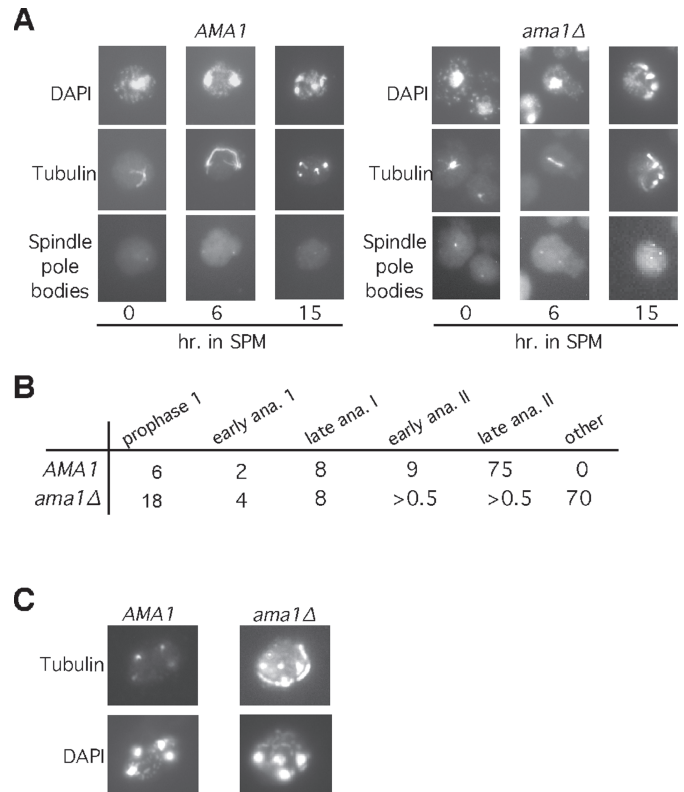 A
AMA1
ama1Δ
DAPI
DAPI
Tubulin
Tubulin
Spindle
pole
bodies
Spindle
pole
bodies
0 6 15
0 6 15
hr. in SPM
hr. in SPM
B
prophase 1 early ana. 1 late ana. I early ana. II late ana. II other
AMA1 6 2 8 9 75 0
ama1Δ 18 4 8 >0.5 >0.5 70
C
AMA1 ama1Δ
Tubulin
DAPI